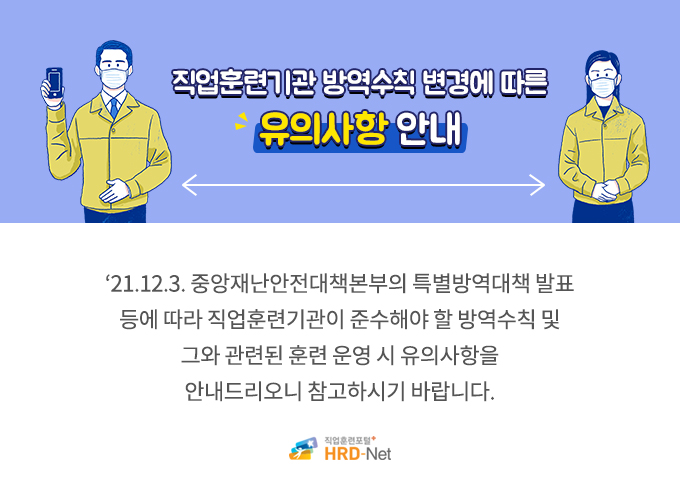 직업훈련기관 방역수칙 변경에 따른
유의사항 안내
‘21.12.3. 중앙재난안전대책본부의 특별방역대책 발표
등에 따라 직업훈련기관이 준수해야 할 방역수칙 및
그와 관련된 훈련 운영 시 유의사항을
안내드리오니 참고하시기 바랍니다.
직업훈련포털+
HRD-Net